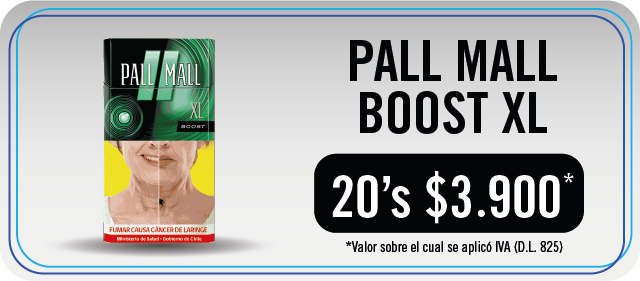 PALL MALL
XL
BOOST
FUMAR CAUSA CÁNCER DE LARINGE
Ministerio de Salud - Gobierno de Chile
PALL MALL
BOOST XL
20's $3.900*
*Valor sobre el cual se aplicó IVA (D.L. 825)